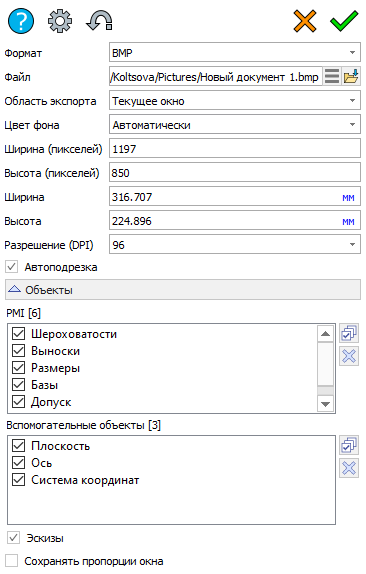 Формат BMP
Файл /Koltsova/Pictures/Новый документ 1.bmp
Область экспорта Текущее окно
Цвет фона Автоматически
Ширина (пикселей) 1197
Высота (пикселей) 850
Ширина 316.707 мм
Высота 224.896 мм
Разрешение (DPI) 96
Автоподрезка
Объекты
PMI [6]
Шероховатости
Выноски
Размеры
Базы
Допуск
Вспомогательные объекты [3]
Плоскость
Ось
Система координат
Эскизы
Сохранять пропорции окна